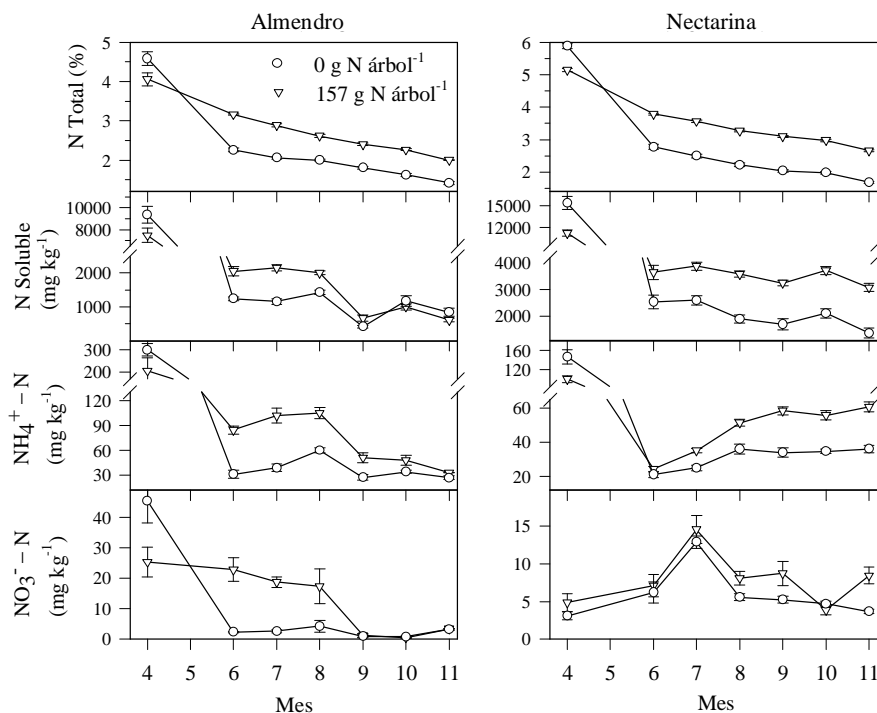 Almendro
Nectarina
N Total (%)
5
4
3
2
0 g N árbol⁻¹
157 g N árbol⁻¹
6
5
4
3
2
N Soluble
(mg kg⁻¹)
10000
8000
2000
1000
15000
12000
4000
3000
2000
NH₄⁺ – N
(mg kg⁻¹)
300
200
120
90
60
30
160
120
60
40
20
NO₃⁻ – N
(mg kg⁻¹)
40
30
20
10
0
15
10
5
0
4 5 6 7 8 9 10 11
4 5 6 7 8 9 10 11
Mes
Mes